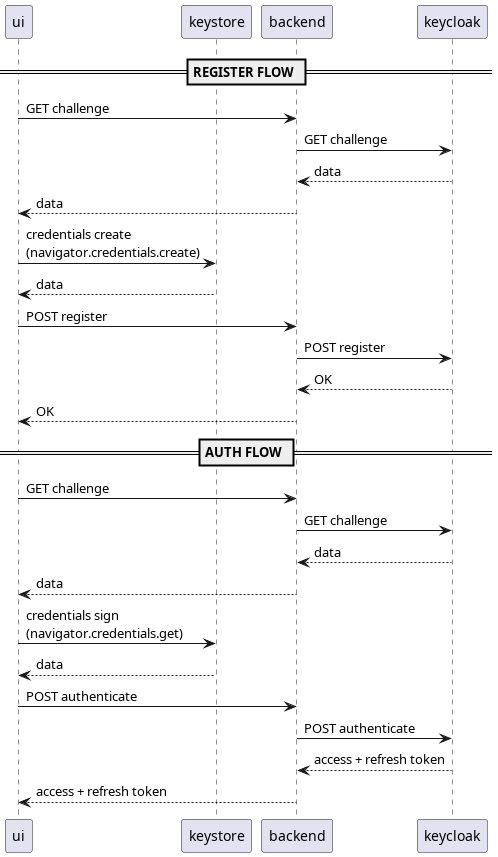 ui keystore backend keycloak
REGISTER FLOW
GET challenge
GET challenge
data
data
credentials create
(navigator.credentials.create)
data
POST register
POST register
OK
OK
AUTH FLOW
GET challenge
GET challenge
data
data
credentials sign
(navigator.credentials.get)
data
POST authenticate
POST authenticate
access + refresh token
access + refresh token
ui keystore backend keycloak